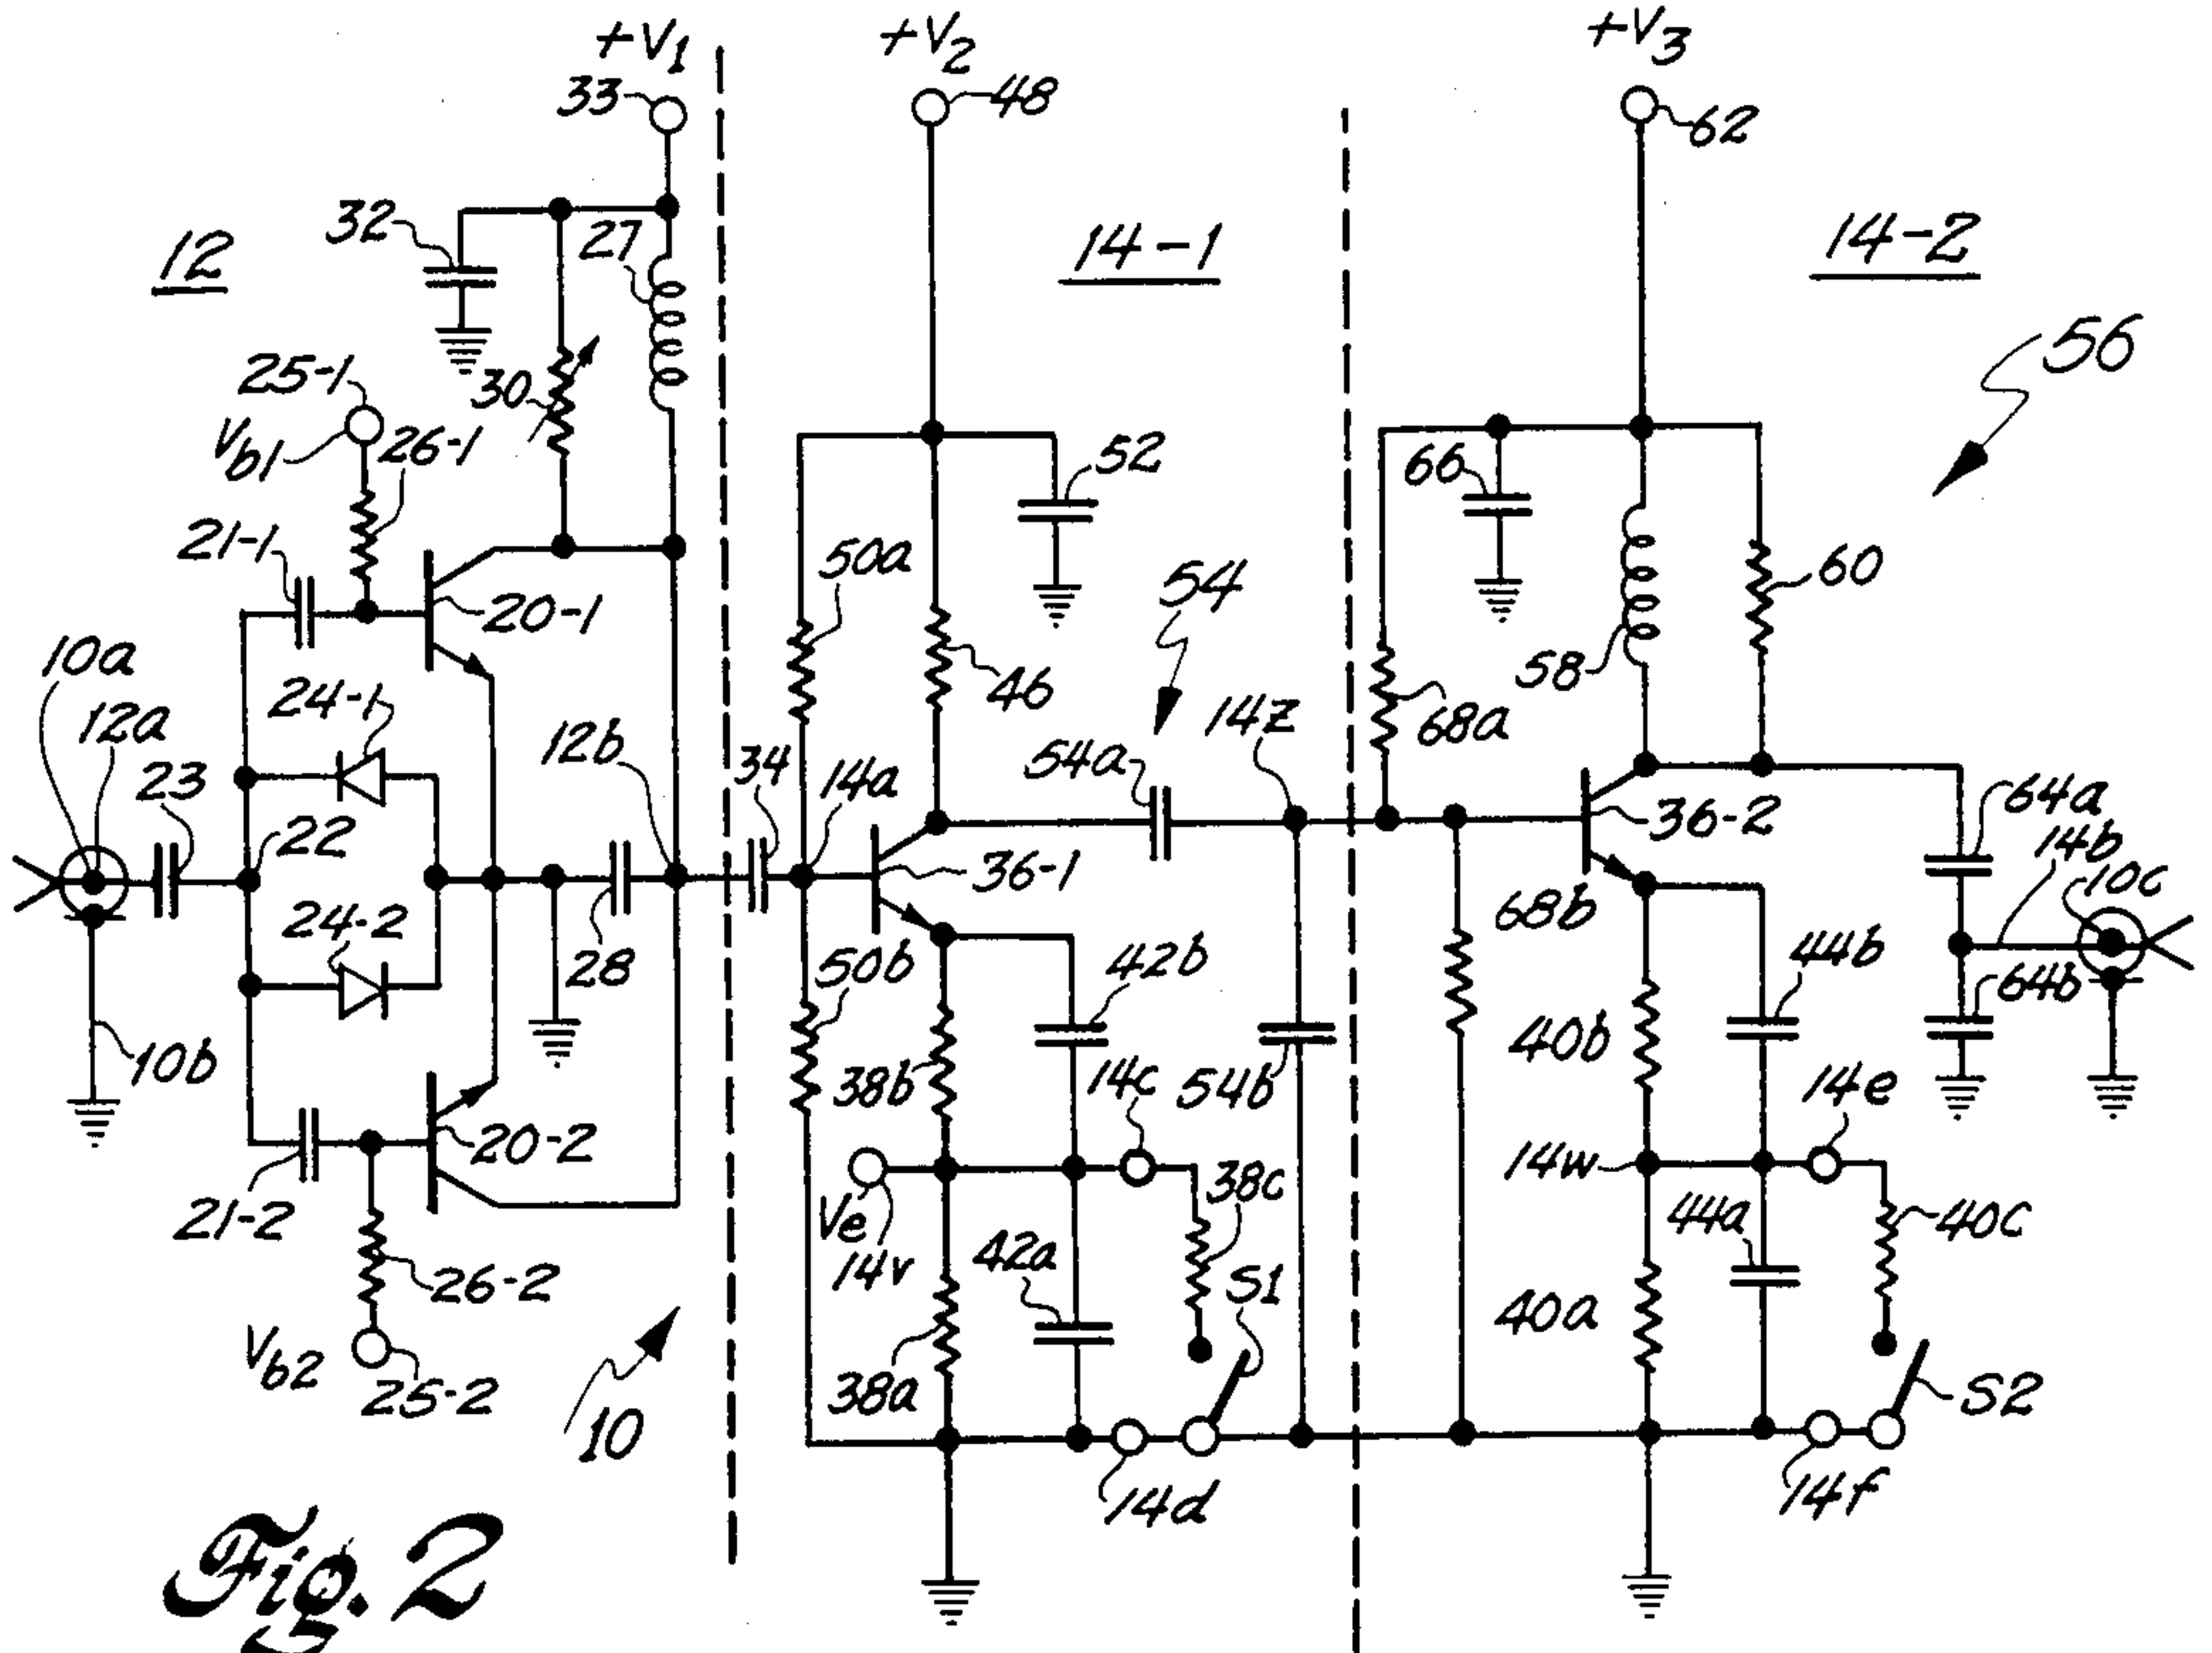 +V1
+V2
+V3
33
48
62
32
27
12
14-1
14-2
56
25-1
30
Vb1
26-1
52
66
21-1
50a
54
60
20-1
10a
46
58
24-1
12a
14z
68a
12b
23
34
14a
54a
64a
36-2
14b
22
36-1
10c
68b
24-2
28
50b
42b
44b
64b
10b
38b
14c
54b
40b
14e
20-2
14w
21-2
Ve
38c
44a
40c
14v
42a
26-2
S1
40a
Vb2
38a
S2
25-2
10
14d
14f
Fig. 2